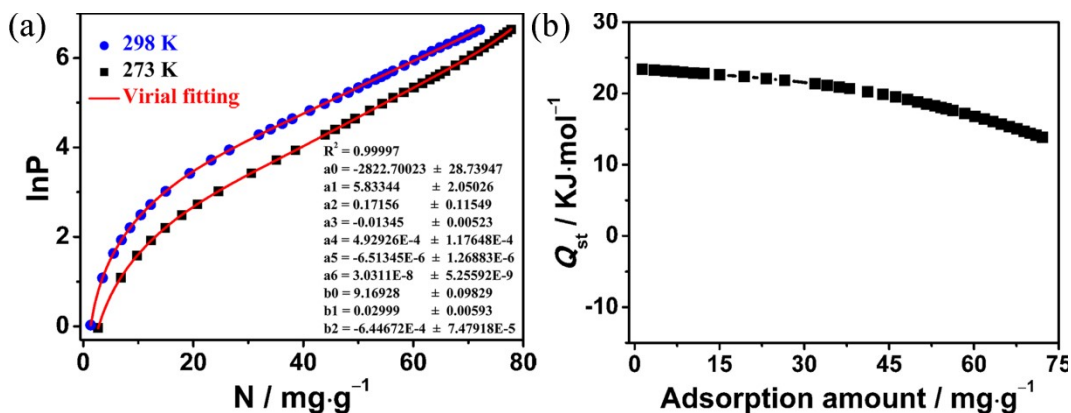 (a)
298 K
273 K
Virial fitting
lnP
6
4
2
0
R² = 0.99997
a0 = -2822.70023 ± 28.73947
a1 = 5.83344 ± 2.05026
a2 = 0.17156 ± 0.11549
a3 = -0.01345 ± 0.00523
a4 = 4.92926E-4 ± 1.17648E-4
a5 = -6.51345E-6 ± 1.26883E-6
a6 = 3.0311E-8 ± 5.25592E-9
b0 = 9.16928 ± 0.09829
b1 = 0.02999 ± 0.00593
b2 = -6.44672E-4 ± 7.47918E-5
0 20 40 60 80
N / mg·g⁻¹
(b)
Qst / KJ·mol⁻¹
30
20
10
0
-10
0 15 30 45 60 75
Adsorption amount / mg·g⁻¹